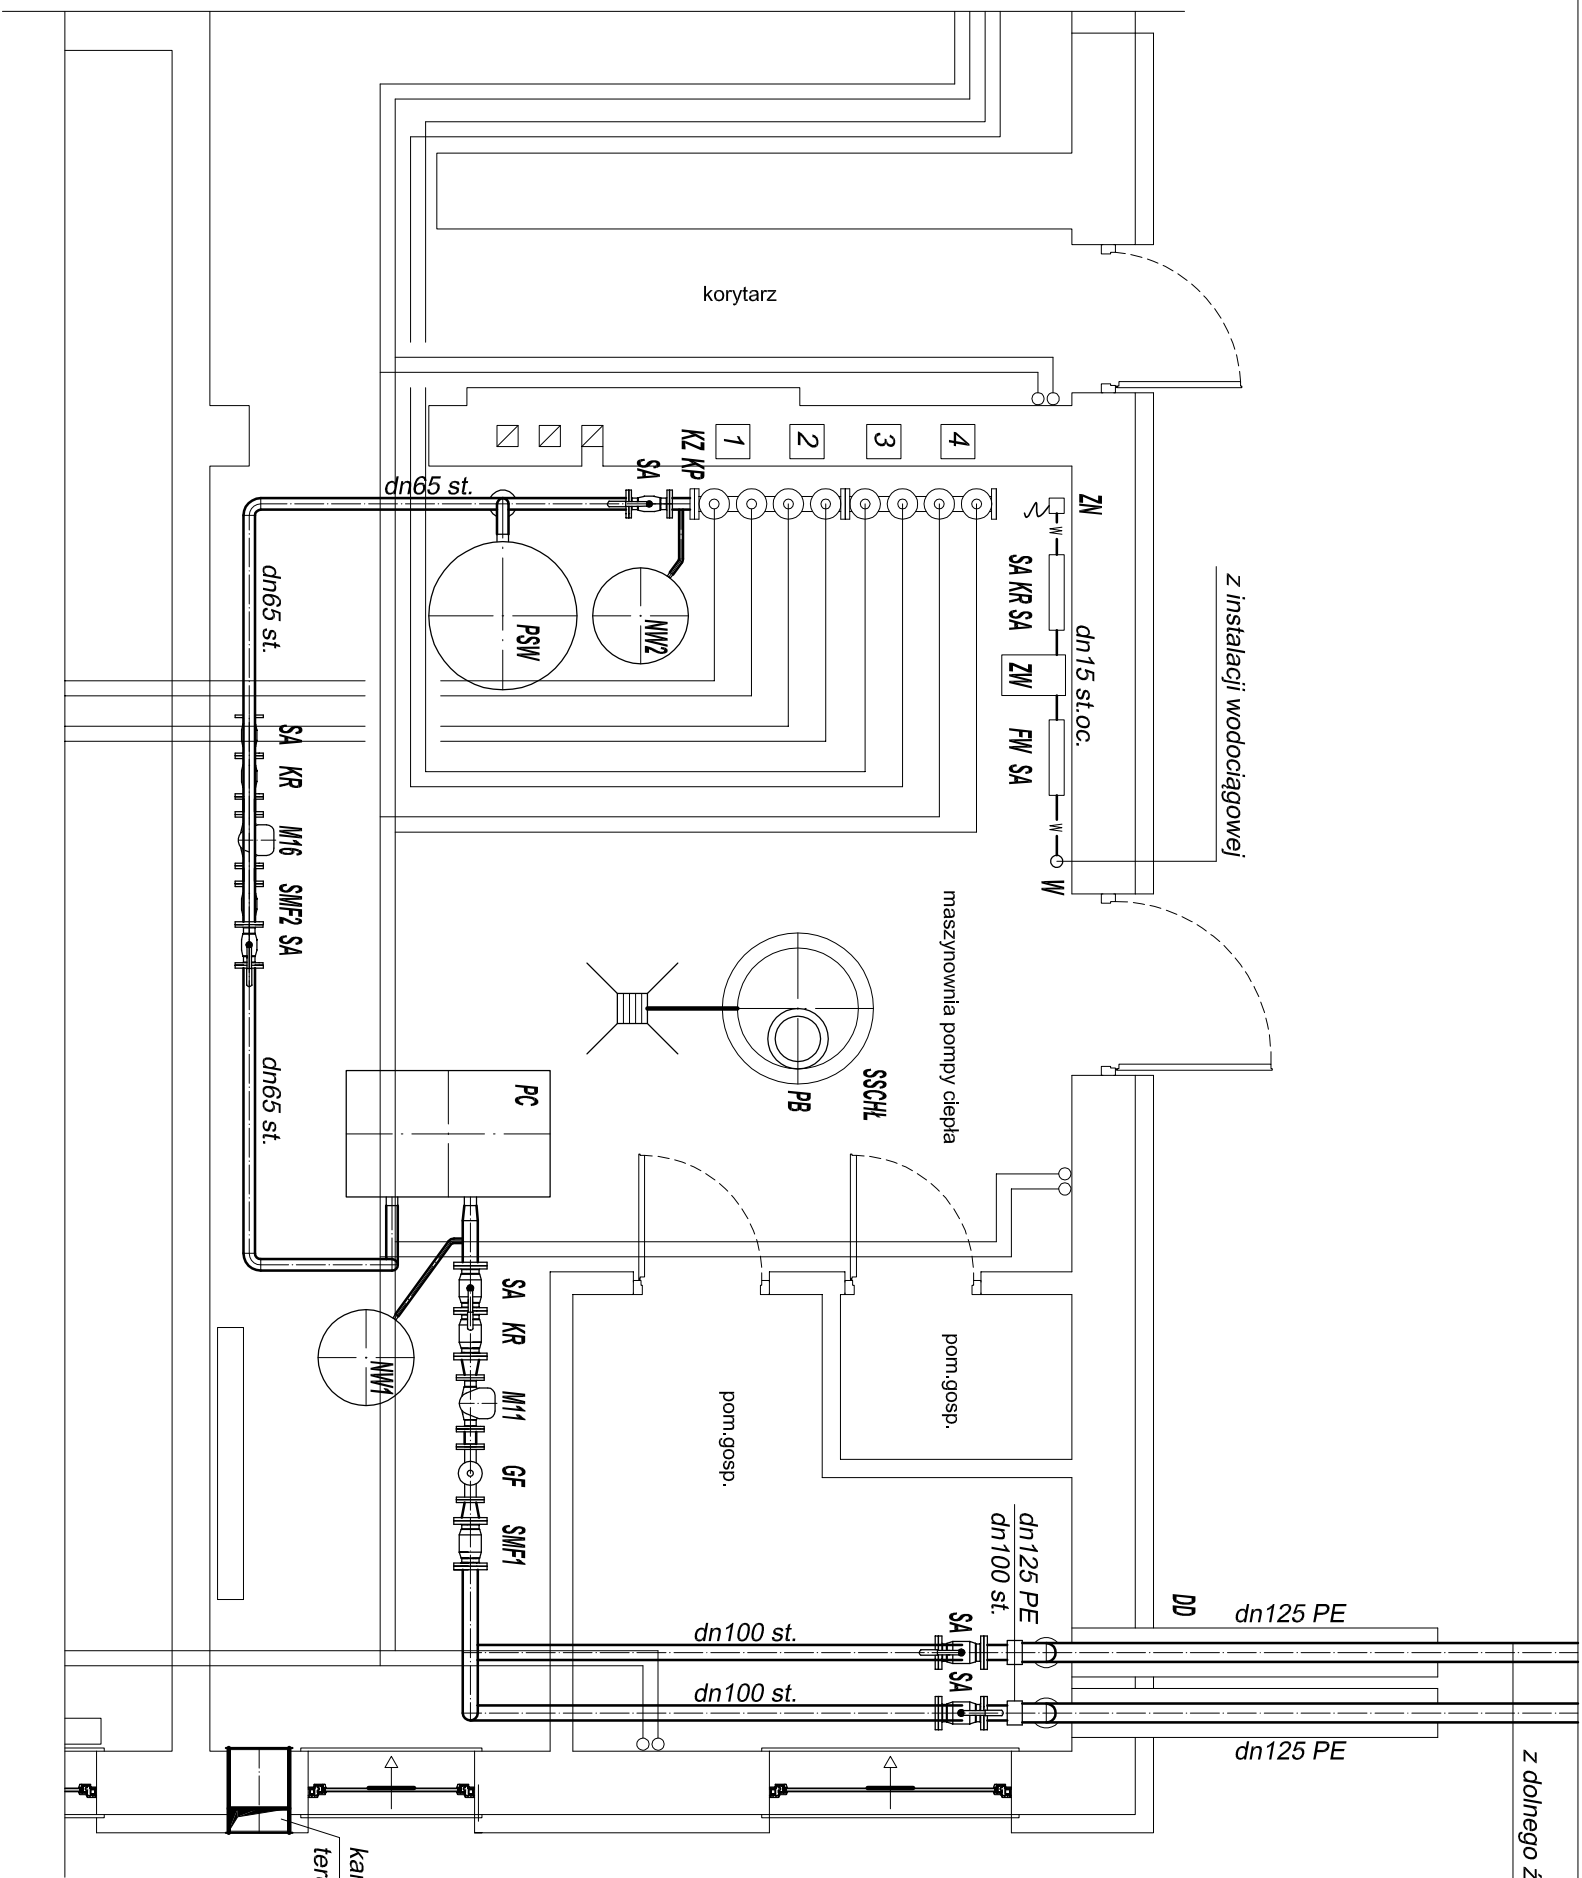 korytarz
1
2
3
4
KZ KP
SA
dn65 st.
ZN
W
SA KR SA
dn15 st.oc.
z instalacji wodociągowej
ZW
FW SA
W
W
PSW
NW2
dn65 st.
SA KR
M16
SMF2 SA
dn65 st.
maszynownia pompy ciepła
SSCHŁ
PB
PC
NW1
SA KR
M11
GF
SMF1
pom.gosp.
pom.gosp.
dn125 PE
dn100 st.
DD
dn125 PE
SA
dn100 st.
SA
dn100 st.
dn125 PE
z dolnego ź